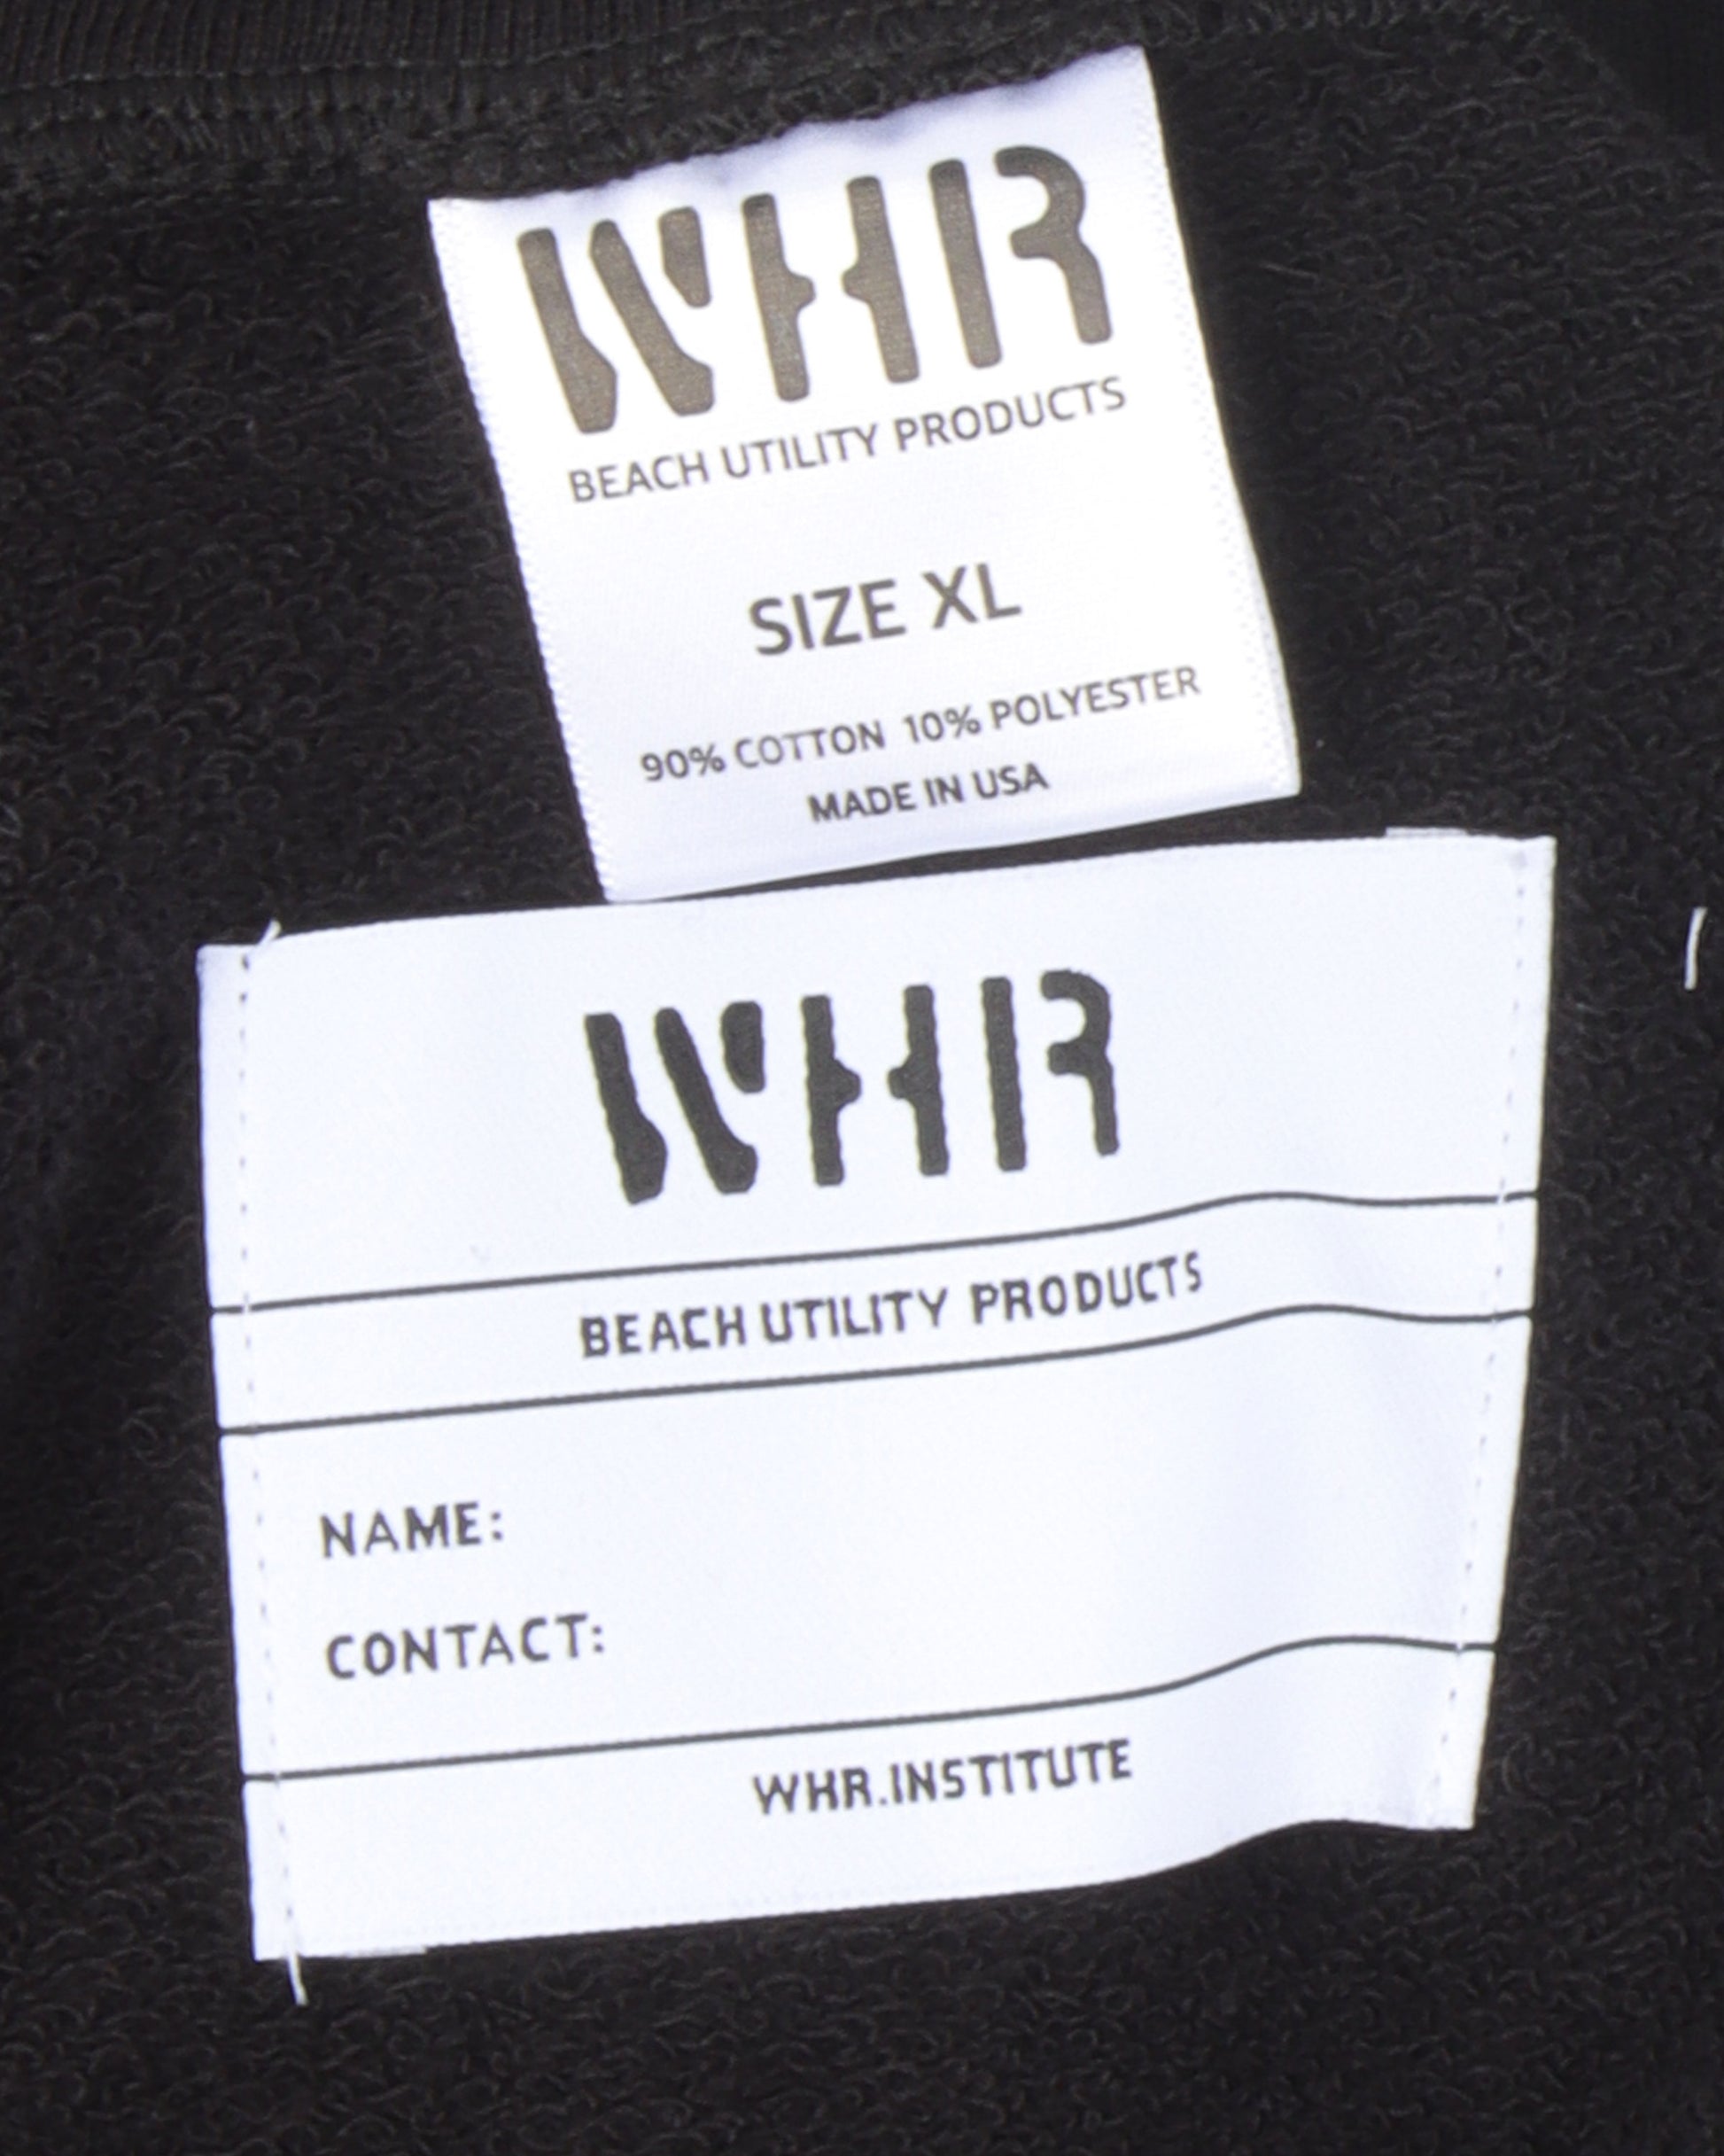 WHR
BEACH UTILITY PRODUCTS
SIZE XL
90% COTTON 10% POLYESTER
MADE IN USA
WHR
BEACH UTILITY PRODUCTS
NAME:
CONTACT:
WHR.INSTITUTE